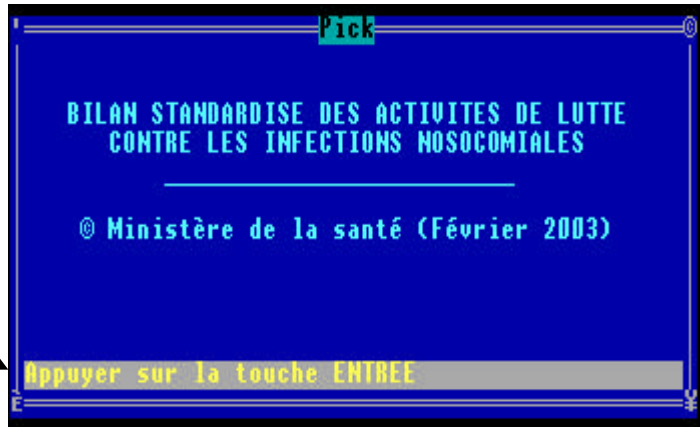 Pick
BILAN STANDARDISE DES ACTIVITES DE LUTTE
CONTRE LES INFECTIONS NOSOCOMIALES
© Ministère de la santé (Février 2003)
Appuyer sur la touche ENTREE